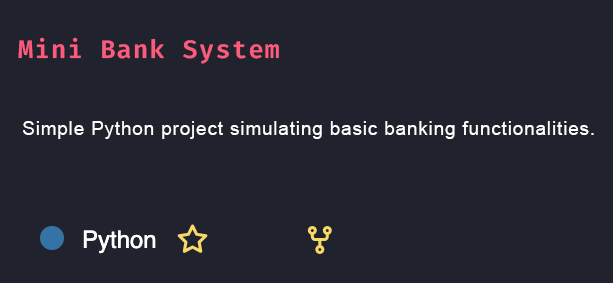 Mini Bank System
Simple Python project simulating basic banking functionalities.
Python